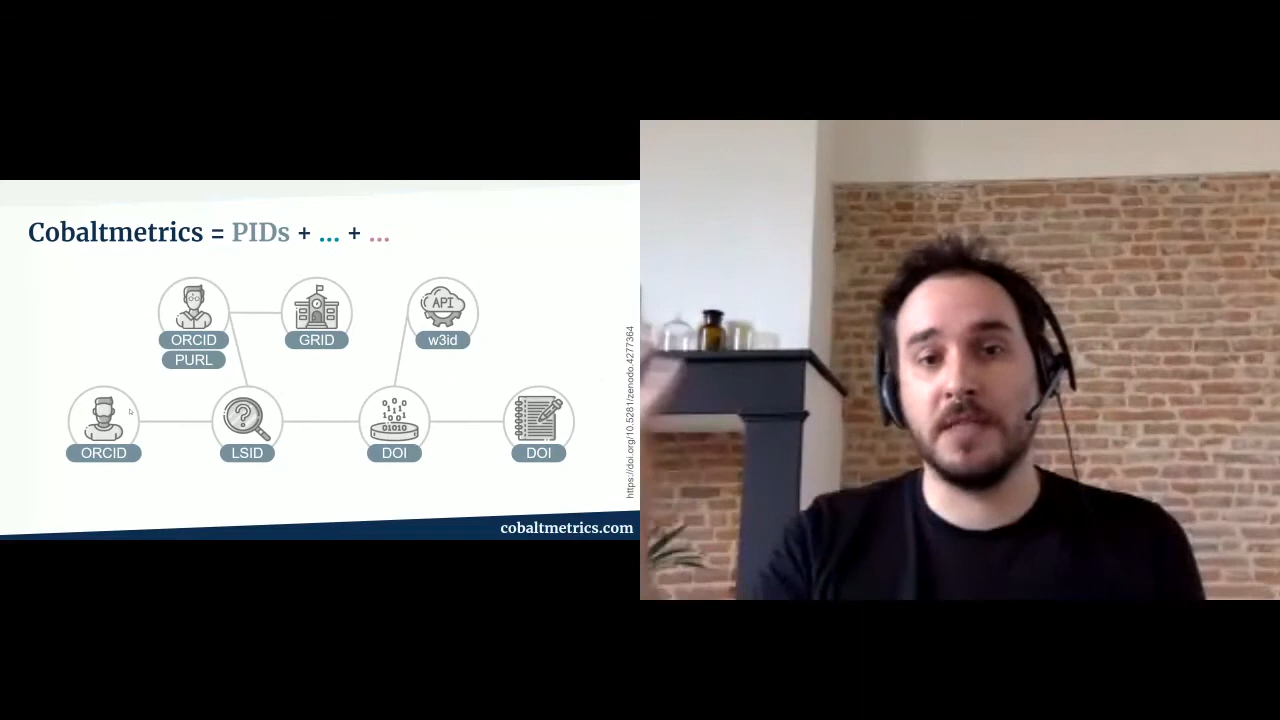 Cobaltmetrics = PIDs + ... + ...
API
ORCID
PURL
GRID
w3id
ORCID
?
LSID
01010
DOI
DOI
https://doi.org/10.5281/zenodo.4277364
cobaltmetrics.com